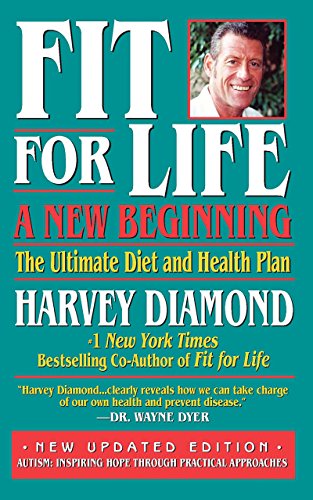 FIT
FOR LIFE
A NEW BEGINNING
The Ultimate Diet and Health Plan
HARVEY DIAMOND
#1 New York Times
Bestselling Co-Author of Fit for Life
"Harvey Diamond...clearly reveals how we can take charge
of our own health and prevent disease."
—DR. WAYNE DYER
• NEW UPDATED EDITION •
AUTISM: INSPIRING HOPE THROUGH PRACTICAL APPROACHES